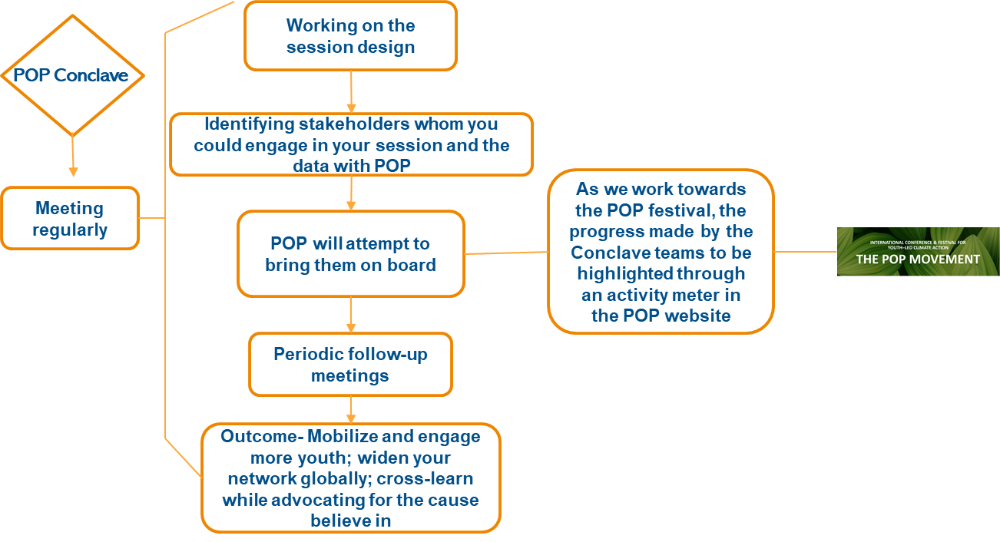 POP Conclave
Meeting
regularly
Working on the
session design
Identifying stakeholders whom you
could engage in your session and the
data with POP
POP will attempt to
bring them on board
Periodic follow-up
meetings
Outcome- Mobilize and engage
more youth; widen your
network globally; cross-learn
while advocating for the cause
believe in
As we work towards
the POP festival, the
progress made by the
Conclave teams to be
highlighted through
an activity meter in
the POP website
INTERNATIONAL CONFERENCE & FESTIVAL FOR
YOUTH-LED CLIMATE ACTION
THE POP MOVEMENT